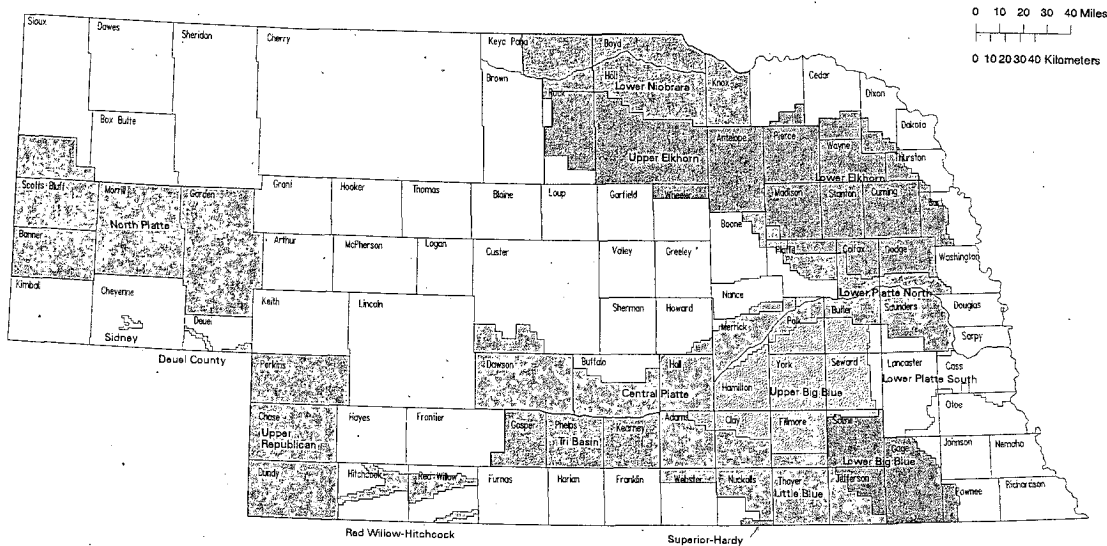 0 10 20 30 40 Miles
0 10 20 30 40 Kilometers
Sioux
Dawes
Sheridan
Cherry
Keya Paha
Boyd
Brown
Rock
Holt
Knox
Lower Niobrara
Cedar
Dixon
Dakota
Box Butte
Upper Elkhorn
Antelope
Pierce
Wayne
Thurston
Lower Elkhorn
Scotts Bluff
Morrill
Garden
Grant
Hooker
Thomas
Blaine
Loup
Garfield
Wheeler
Madison
Stanton
Cuming
Burt
North Platte
Boone
Banner
Arthur
McPherson
Logan
Custer
Valley
Greeley
Platte
Colfax
Dodge
Washington
Kimbal
Cheyenne
Keith
Lincoln
Nance
Lower Platte North
Sherman
Howard
Merrick
Polk
Butler
Saunders
Douglas
Deuel
Sidney
Sarpy
Deuel County
Perkins
Dawson
Buffalo
Hall
York
Seward
Lancaster
Cass
Central Platte
Hamilton
Upper Big Blue
Lower Platte South
Otoe
Chase
Hayes
Frontier
Gosper
Phelps
Kearney
Adams
Clay
Fillmore
Saline
Upper
Republican
Tri Basin
Johnson
Nemaha
Lower Big Blue
Gage
Dundy
Hitchcock
Red Willow
Furnas
Harlan
Franklin
Webster
Nuckolls
Thayer
Jefferson
Little Blue
Pawnee
Richardson
Red Willow-Hitchcock
Superior-Hardy